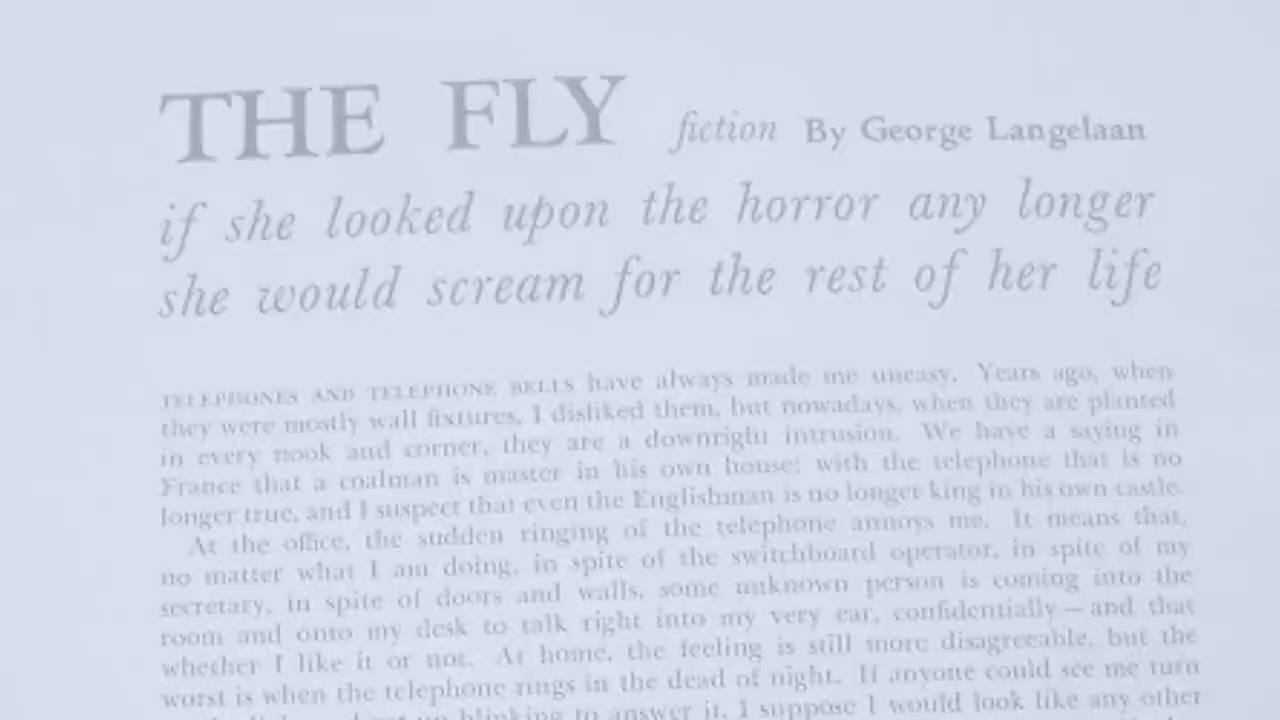 THE FLY fiction By George Langelaan
if she looked upon the horror any longer
she would scream for the rest of her life
TELEPHONES AND TELEPHONE BELLS have always made me uneasy. Years ago, when
they were mostly wall fixtures, I disliked them, but nowadays, when they are planted
in every nook and corner, they are a downright intrusion. We have a saying in
France that a coalman is master in his own house; with the telephone that is no
longer true, and I suspect that even the Englishman is no longer king in his own castle.
At the office, the sudden ringing of the telephone annoys me. It means that,
no matter what I am doing, in spite of the switchboard operator, in spite of my
secretary, in spite of doors and walls, some unknown person is coming into the
room and onto my desk to talk right into my very ear, confidentially — and that
whether I like it or not. At home, the feeling is still more disagreeable, but the
worst is when the telephone rings in the dead of night. If anyone could see me turn
blinking to answer it, I suppose I would look like any other